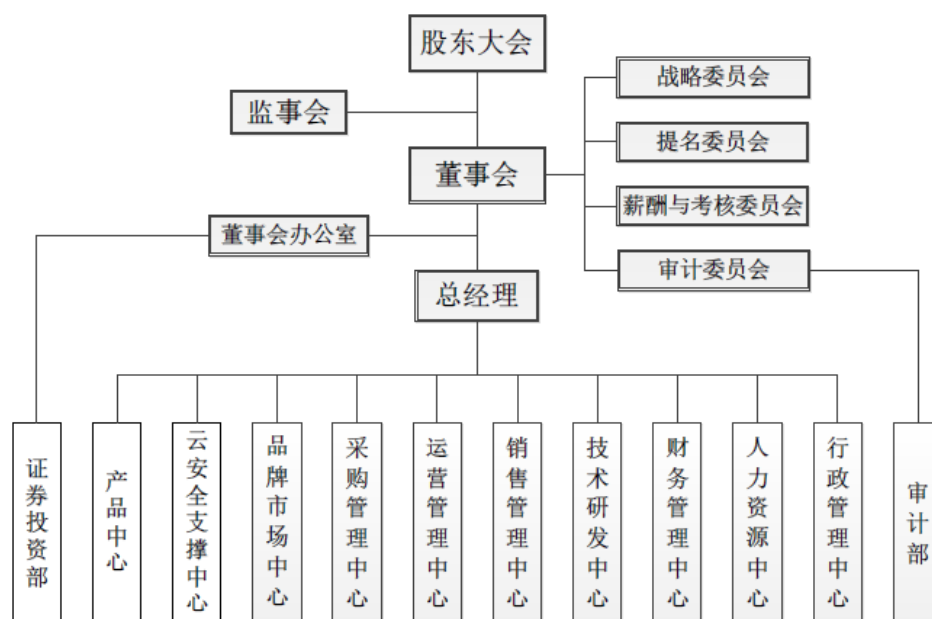 股东大会
战略委员会
监事会
提名委员会
董事会
薪酬与考核委员会
董事会办公室
审计委员会
总经理
证券投资部
产品中心
云安全支撑中心
品牌市场中心
采购管理中心
运营管理中心
销售管理中心
技术研发中心
财务管理中心
人力资源中心
行政管理中心
审计部